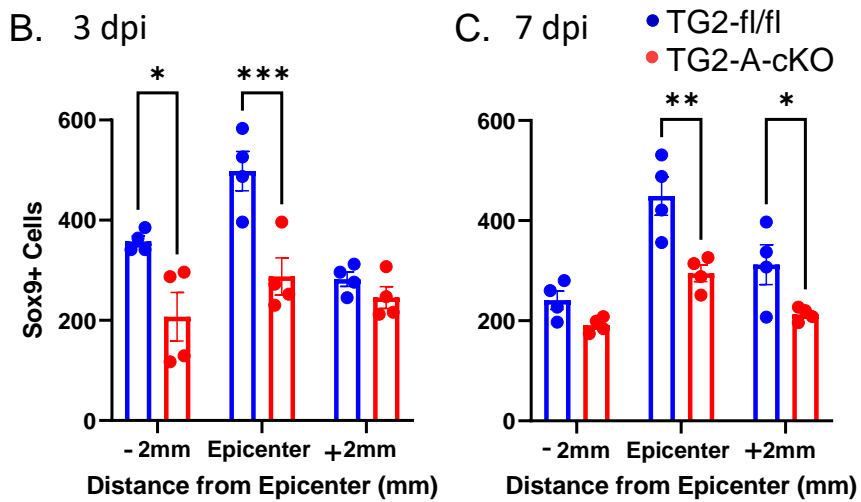 B. 3 dpi
*
***
Sox9+ Cells
600
400
200
0
- 2mm Epicenter +2mm
Distance from Epicenter (mm)
C. 7 dpi
TG2-fl/fl
TG2-A-cKO
**
*
600
400
200
0
- 2mm Epicenter +2mm
Distance from Epicenter (mm)